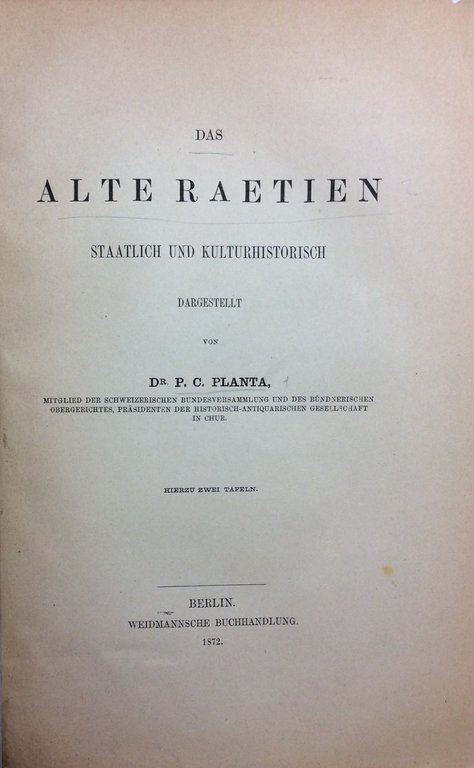 DAS
ALTE RAETIEN
STAATLICH UND KULTURHISTORISCH
DARGESTELLT
VON
DR. P. C. PLANTA,
MITGLIED DER SCHWEIZERISCHEN BUNDESVERSAMMLUNG UND DES BÜNDNERISCHEN
OBERGERICHTES, PRÄSIDENTEN DER HISTORISCH-ANTIQUARISCHEN GESELLSCHAFT
IN CHUR.
HIERZU ZWEI TAFELN.
BERLIN.
WEIDMANNSCHE BUCHHANDLUNG.
1872.